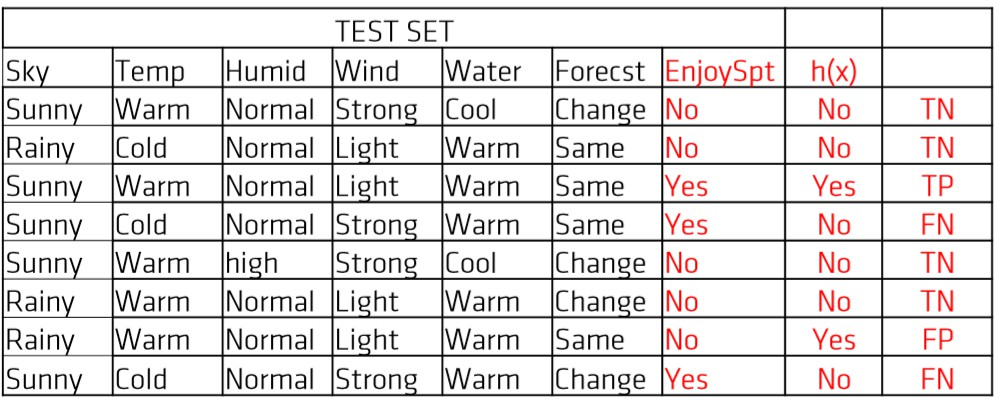 TEST SET
Sky Temp Humid Wind Water Forecst EnjoySpt h(x)
Sunny Warm Normal Strong Cool Change No No TN
Rainy Cold Normal Light Warm Same No No TN
Sunny Warm Normal Light Warm Same Yes Yes TP
Sunny Cold Normal Strong Warm Same Yes No FN
Sunny Warm high Strong Cool Change No No TN
Rainy Warm Normal Light Warm Change No No TN
Rainy Warm Normal Light Warm Same No Yes FP
Sunny Cold Normal Strong Warm Change Yes No FN